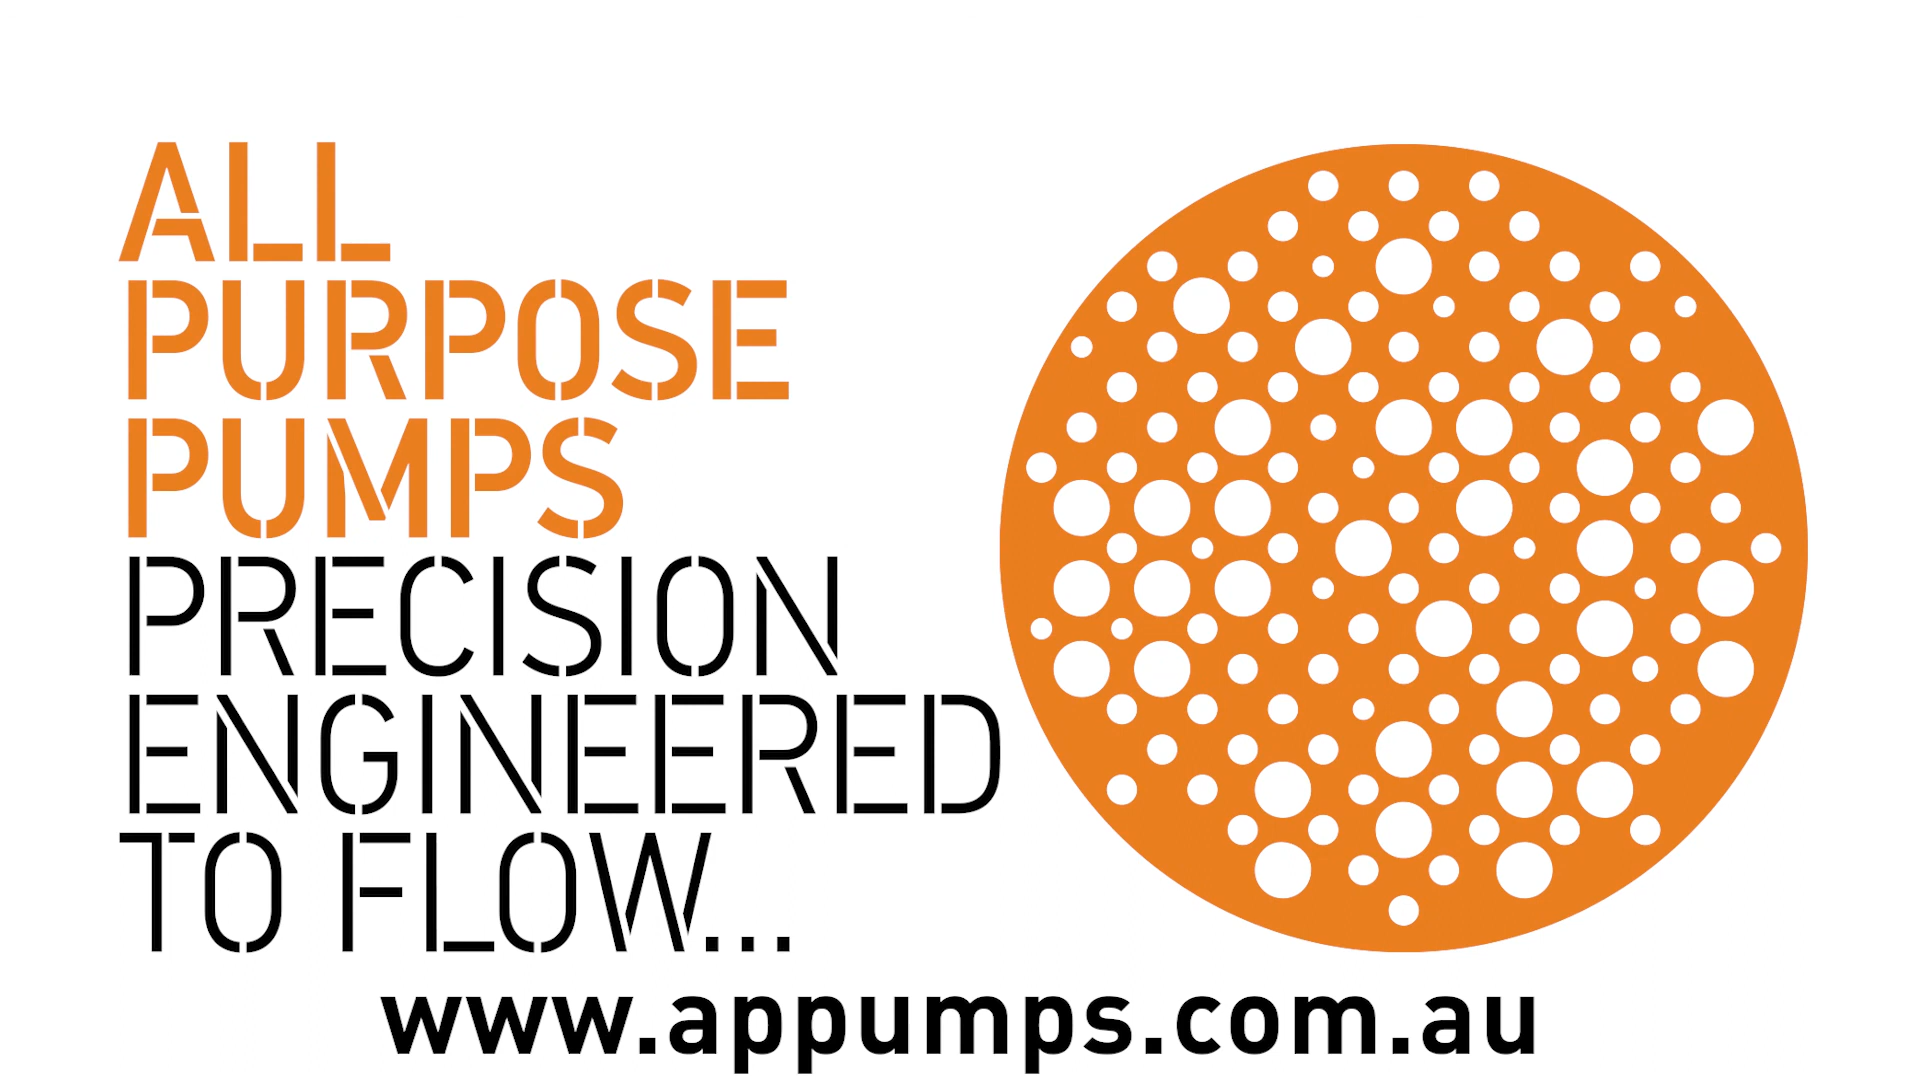 ALL
PURPOSE
PUMPS
PRECISION
ENGINEERED
TO FLOW...
www.appumps.com.au